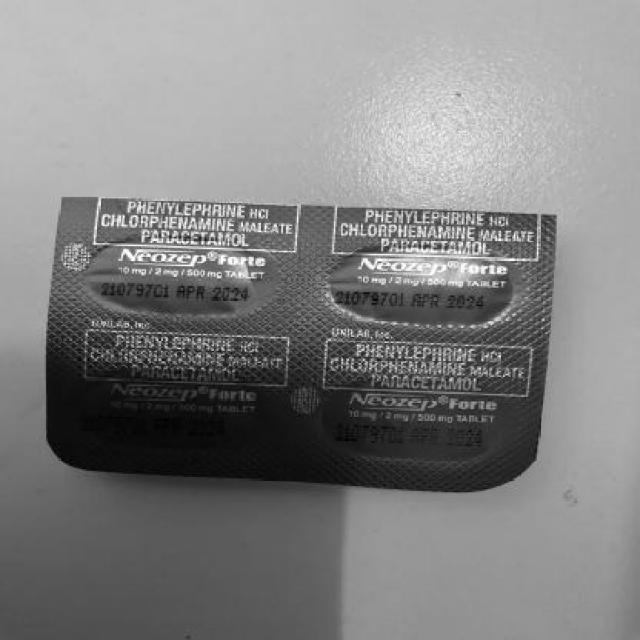 PHENYLEPHRINE HCl
CHLORPHENAMINE MALEATE
PARACETAMOL
Neozep® Forte
10 mg / 2 mg / 500 mg TABLET
21079701 APR 2024
UNILAB, Inc.
PHENYLEPHRINE HCl
CHLORPHENAMINE MALEATE
PARACETAMOL
Neozep® Forte
10 mg / 2 mg / 500 mg TABLET
PHENYLEPHRINE HCl
CHLORPHENAMINE MALEATE
PARACETAMOL
Neozep® Forte
10 mg / 2 mg / 500 mg TABLET
21079701 APR 2024
UNILAB, Inc.
PHENYLEPHRINE HCl
CHLORPHENAMINE MALEATE
PARACETAMOL
Neozep® Forte
10 mg / 2 mg / 500 mg TABLET
21079701 APR 2024